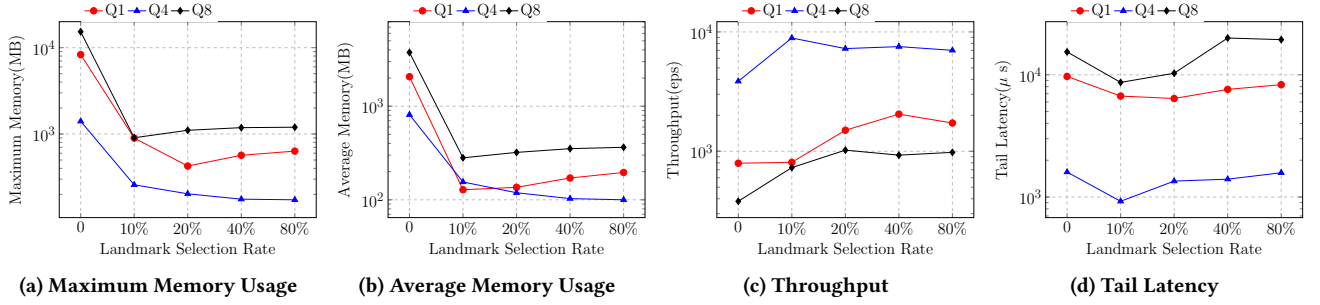 Q1 Q4 Q8
Maximum Memory(MB)
10^4
10^3
0 10% 20% 40% 80%
Landmark Selection Rate
(a) Maximum Memory Usage
Q1 Q4 Q8
Average Memory(MB)
10^3
10^2
0 10% 20% 40% 80%
Landmark Selection Rate
(b) Average Memory Usage
Q1 Q4 Q8
Throughput(eps)
10^4
10^3
0 10% 20% 40% 80%
Landmark Selection Rate
(c) Throughput
Q1 Q4 Q8
Tail Latency(μ s)
10^4
10^3
0 10% 20% 40% 80%
Landmark Selection Rate
(d) Tail Latency